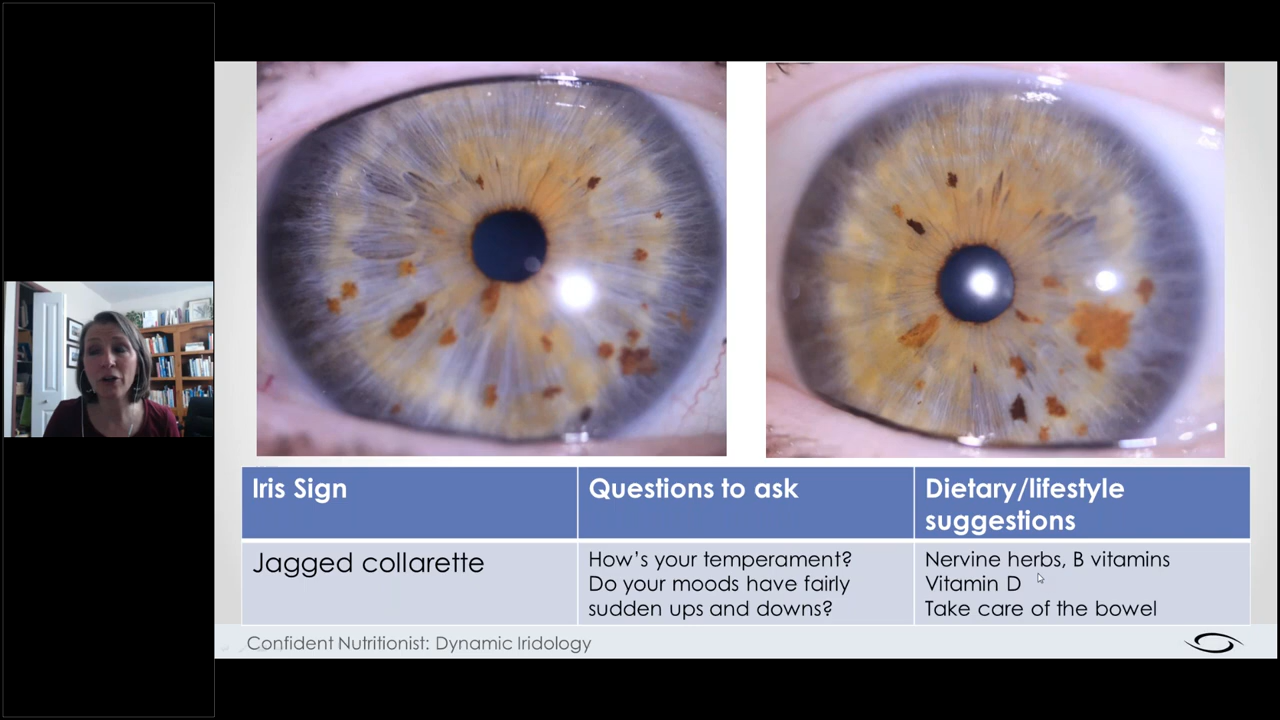 Iris Sign
Questions to ask
Dietary/lifestyle
suggestions
Jagged collarette
How's your temperament?
Do your moods have fairly
sudden ups and downs?
Nervine herbs, B vitamins
Vitamin D
Take care of the bowel
Confident Nutritionist: Dynamic Iridology